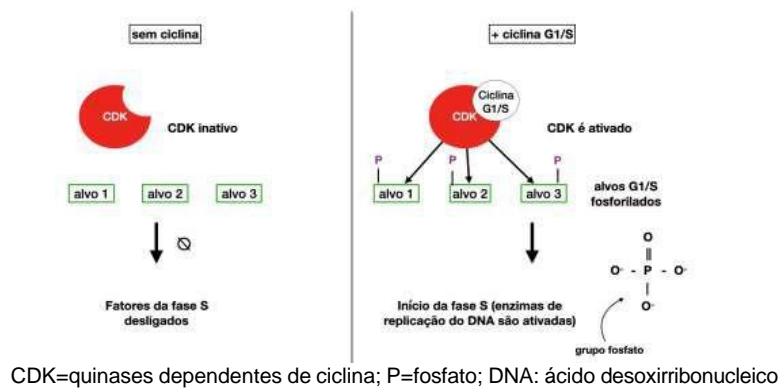 sem ciclina
CDK
CDK inativo
alvo 1 alvo 2 alvo 3
Fatores da fase S
desligados
+ ciclina G1/S
Ciclina
G1/S
CDK
CDK é ativado
P P P
alvo 1 alvo 2 alvo 3
alvos G1/S
fosforilados
Início da fase S (enzimas de
replicação do DNA são ativadas)
O
||
O- - P - O-
|
O-
grupo fosfato
CDK=quinases dependentes de ciclina; P=fosfato; DNA: ácido desoxirribonucleico